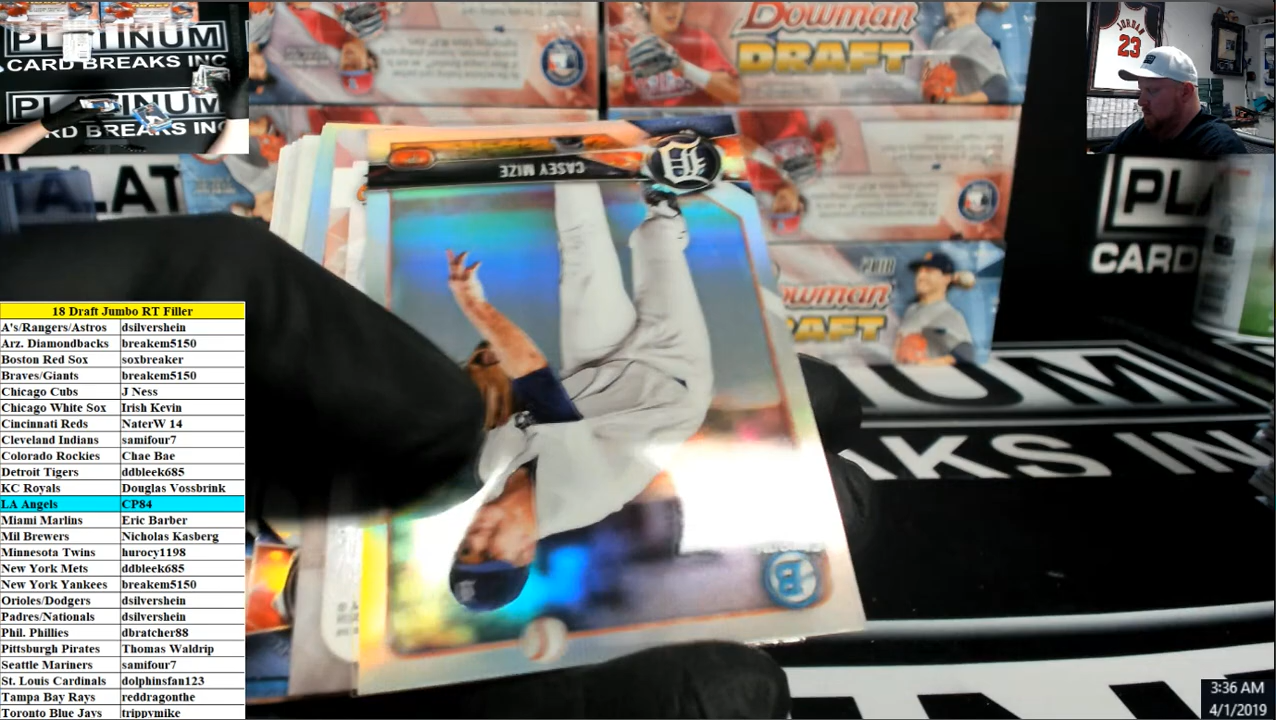 PLATINUM
CARD BREAKS INC
PLATINUM
CARD BREAKS INC
Bowman
DRAFT
JORDAN
23
CASEY MIZE
PLAT
PLA
CARD
2018
Bowman
DRAFT
UM
AKS IN
B
18 Draft Jumbo RT Filler
A's/Rangers/Astros dsilvershein
Arz. Diamondbacks breakem5150
Boston Red Sox soxbreaker
Braves/Giants breakem5150
Chicago Cubs J Ness
Chicago White Sox Irish Kevin
Cincinnati Reds NaterW 14
Cleveland Indians samifour7
Colorado Rockies Chae Bae
Detroit Tigers ddbleek685
KC Royals Douglas Vossbrink
LA Angels CP84
Miami Marlins Eric Barber
Mil Brewers Nicholas Kasberg
Minnesota Twins hurocy1198
New York Mets ddbleek685
New York Yankees breakem5150
Orioles/Dodgers dsilvershein
Padres/Nationals dsilvershein
Phil. Phillies dbratcher88
Pittsburgh Pirates Thomas Waldrip
Seattle Mariners samifour7
St. Louis Cardinals dolphinsfan123
Tampa Bay Rays reddragonthe
Toronto Blue Jays trippymike
3:36 AM
4/1/2019